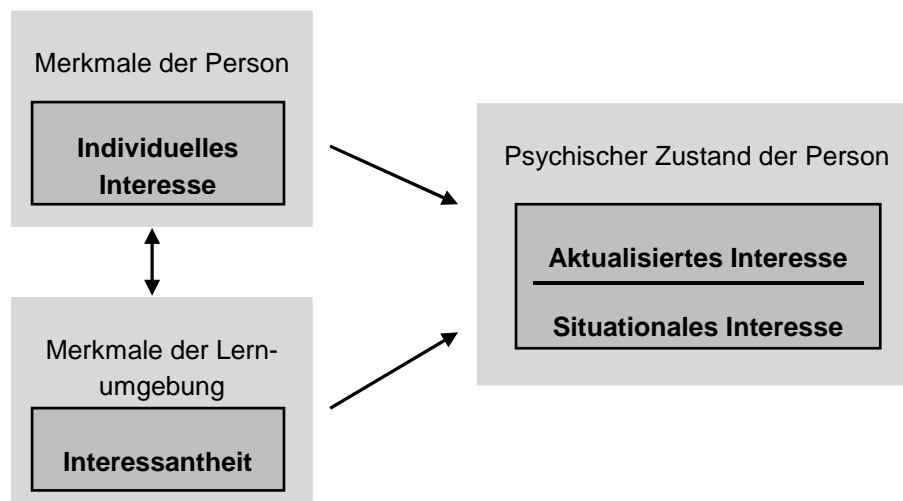 Merkmale der Person
Individuelles
Interesse
Merkmale der Lern-
umgebung
Interessantheit
Psychischer Zustand der Person
Aktualisiertes Interesse
Situationales Interesse